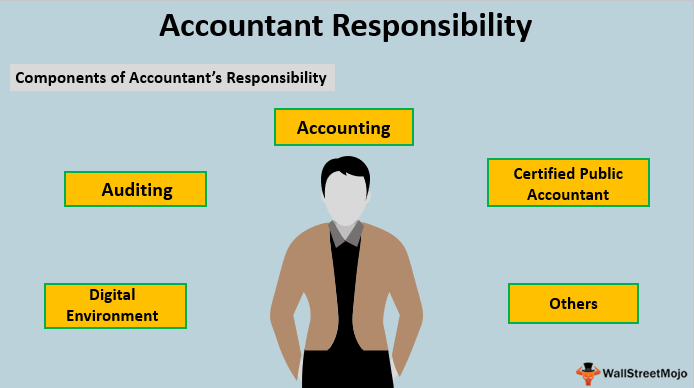 Accountant Responsibility
Components of Accountant’s Responsibility
Accounting
Auditing
Certified Public
Accountant
Digital
Environment
Others
WallStreetMojo